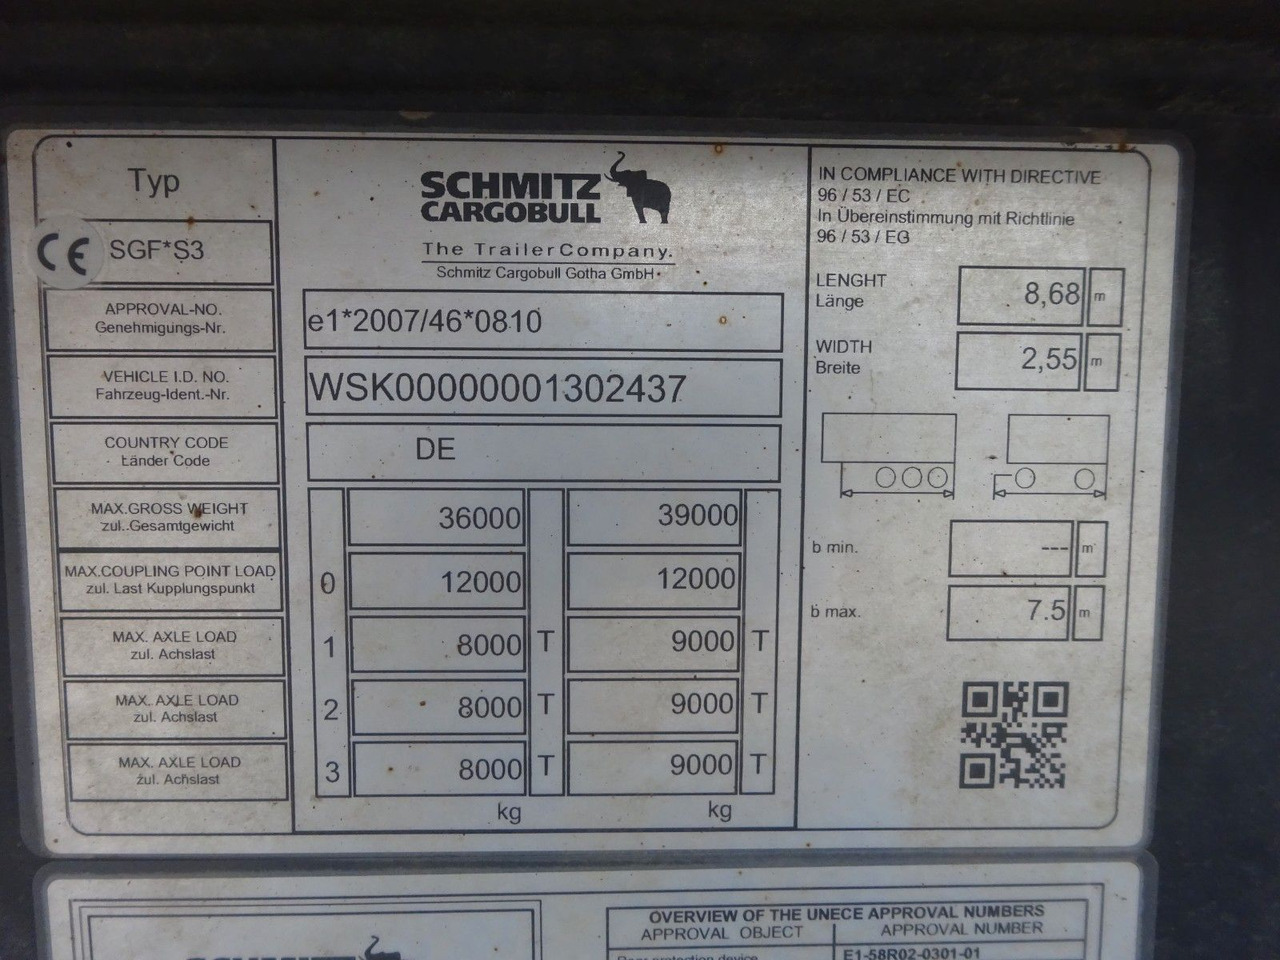 Typ
CE
SGF*S3
APPROVAL-NO.
Genehmigungs-Nr.
VEHICLE I.D. NO.
Fahrzeug-Ident.-Nr.
COUNTRY CODE
Länder Code
MAX.GROSS WEIGHT
zul..Gesamtgewicht
MAX.COUPLING POINT LOAD
zul. Last Kupplungspunkt
MAX. AXLE LOAD
zul. Achslast
MAX. AXLE LOAD
zul. Achslast
MAX. AXLE LOAD
zul. Achslast
SCHMITZ
CARGOBULL
The TrailerCompany.
Schmitz Cargobull Gotha GmbH
e1*2007/46*0810
WSK00000001302437
DE
36000 39000
0 12000 12000
1 8000 T 9000 T
2 8000 T 9000 T
3 8000 T 9000 T
kg kg
IN COMPLIANCE WITH DIRECTIVE
96 / 53 / EC
In Übereinstimmung mit Richtlinie
96 / 53 / EG
LENGHT
Länge
8,68 m
WIDTH
Breite
2,55 m
b min. --- m
b max. 7.5 m
OVERVIEW OF THE UNECE APPROVAL NUMBERS
APPROVAL OBJECT APPROVAL NUMBER
Rear protection device E1-58R02-0301-01